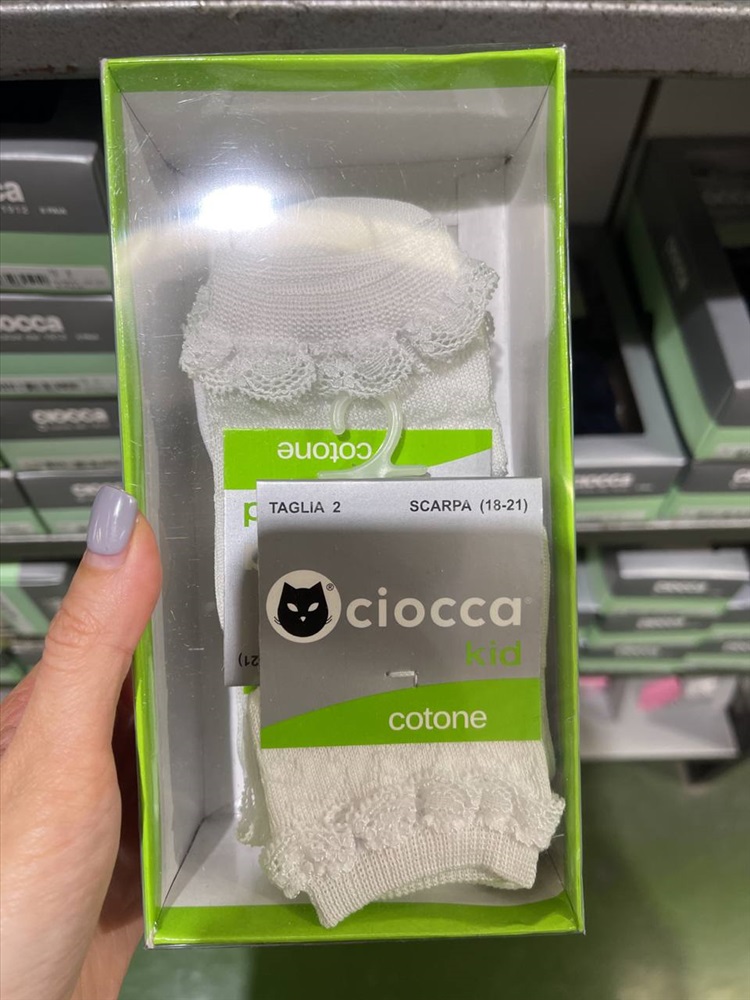 cotone
TAGLIA 2 SCARPA (18-21)
ciocca®
kid
cotone
ciocca
ciocca